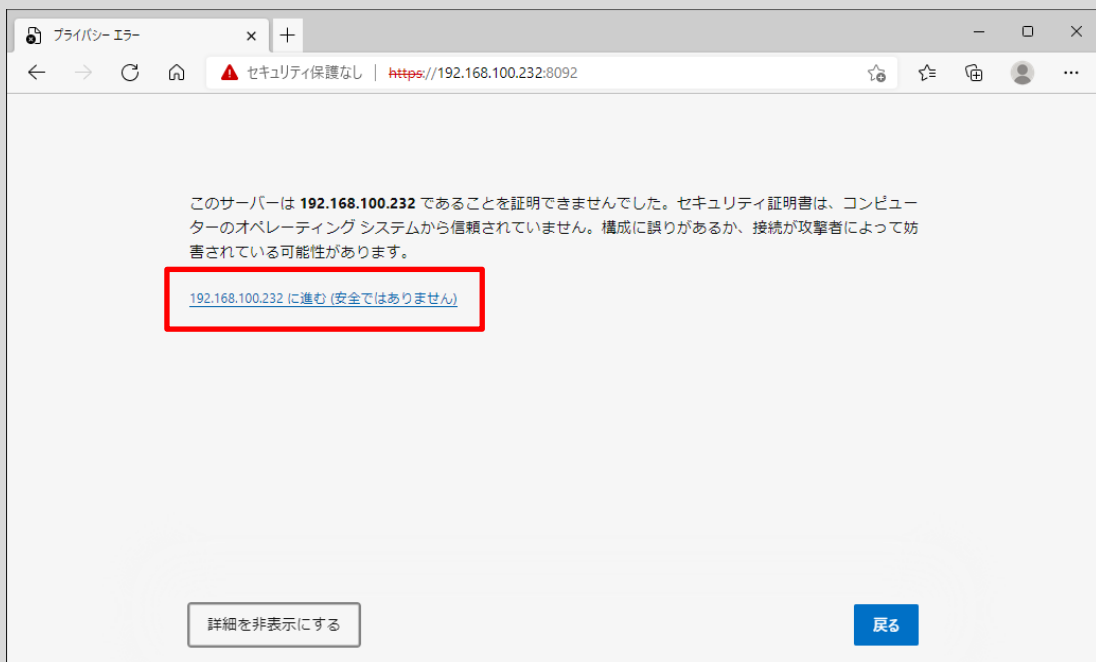 プライバシー エラー
セキュリティ保護なし | https://192.168.100.232:8092
このサーバーは 192.168.100.232 であることを証明できませんでした。セキュリティ証明書は、コンピュー
ターのオペレーティング システムから信頼されていません。構成に誤りがあるか、接続が攻撃者によって妨
害されている可能性があります。
192.168.100.232 に進む (安全ではありません)
詳細を非表示にする
戻る